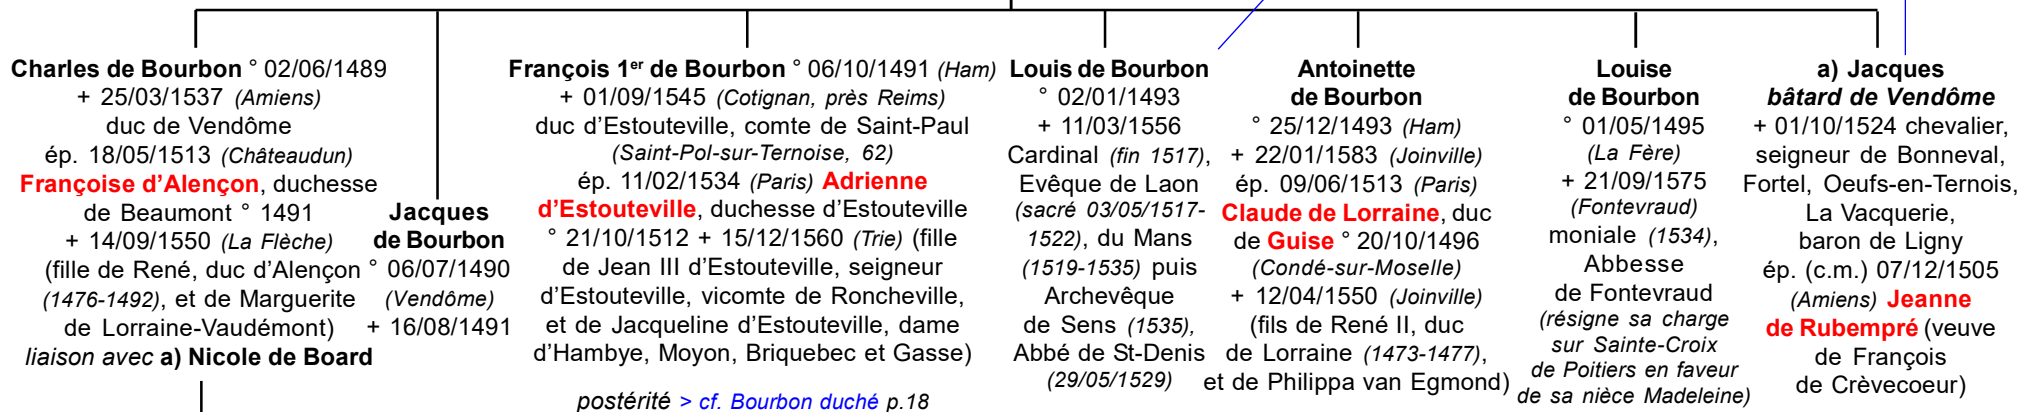 Charles de Bourbon ° 02/06/1489
+ 25/03/1537 (Amiens)
duc de Vendôme
ép. 18/05/1513 (Châteaudun)
Françoise d’Alençon, duchesse
de Beaumont ° 1491
+ 14/09/1550 (La Flèche)
(fille de René, duc d’Alençon
(1476-1492), et de Marguerite
de Lorraine-Vaudémont)
liaison avec a) Nicole de Board
Jacques
de Bourbon
° 06/07/1490
(Vendôme)
+ 16/08/1491
François 1er de Bourbon ° 06/10/1491 (Ham)
+ 01/09/1545 (Cotignan, près Reims)
duc d’Estouteville, comte de Saint-Paul
(Saint-Pol-sur-Ternoise, 62)
ép. 11/02/1534 (Paris) Adrienne
d’Estouteville, duchesse d’Estouteville
° 21/10/1512 + 15/12/1560 (Trie) (fille
de Jean III d’Estouteville, seigneur
d’Estouteville, vicomte de Roncheville,
et de Jacqueline d’Estouteville, dame
d’Hambye, Moyon, Briquebec et Gasse)
postérité > cf. Bourbon duché p.18
Louis de Bourbon
° 02/01/1493
+ 11/03/1556
Cardinal (fin 1517),
Evêque de Laon
(sacré 03/05/1517-
1522), du Mans
(1519-1535) puis
Archevêque
de Sens (1535),
Abbé de St-Denis
(29/05/1529)
Antoinette
de Bourbon
° 25/12/1493 (Ham)
+ 22/01/1583 (Joinville)
ép. 09/06/1513 (Paris)
Claude de Lorraine, duc
de Guise ° 20/10/1496
(Condé-sur-Moselle)
+ 12/04/1550 (Joinville)
(fils de René II, duc
de Lorraine (1473-1477),
et de Philippa van Egmond)
Louise
de Bourbon
° 01/05/1495
(La Fère)
+ 21/09/1575
(Fontevraud)
moniale (1534),
Abbesse
de Fontevraud
(résigne sa charge
sur Sainte-Croix
de Poitiers en faveur
de sa nièce Madeleine)
a) Jacques
bâtard de Vendôme
+ 01/10/1524 chevalier,
seigneur de Bonneval,
Fortel, Oeufs-en-Ternois,
La Vacquerie,
baron de Ligny
ép. (c.m.) 07/12/1505
(Amiens) Jeanne
de Rubempré (veuve
de François
de Crèvecoeur)